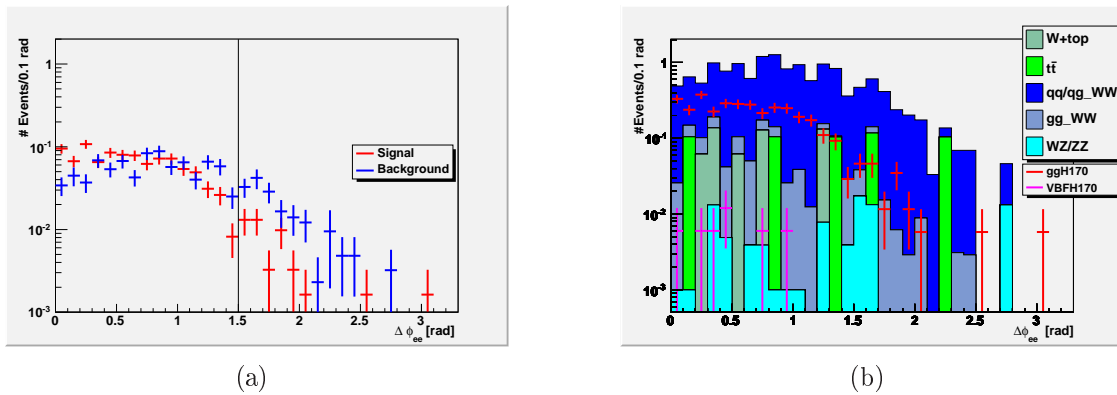 # Events/0.1 rad
1
10⁻¹
10⁻²
10⁻³
0 0.5 1 1.5 2 2.5 3
Δ ϕee [rad]
Signal
Background
(a)
# Events/0.1 rad
1
10⁻¹
10⁻²
10⁻³
0 0.5 1 1.5 2 2.5 3
Δ ϕee [rad]
W+top
tt̄
qq/qg_WW
gg_WW
WZ/ZZ
ggH170
VBFH170
(b)